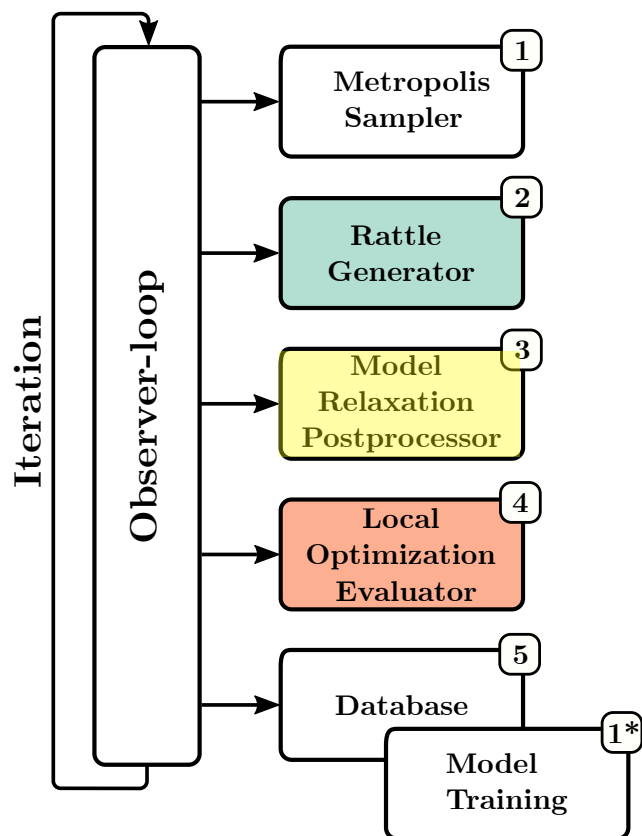 Iteration
Observer-loop
1
Metropolis
Sampler
2
Rattle
Generator
3
Model
Relaxation
Postprocessor
4
Local
Optimization
Evaluator
5
Database
1*
Model
Training